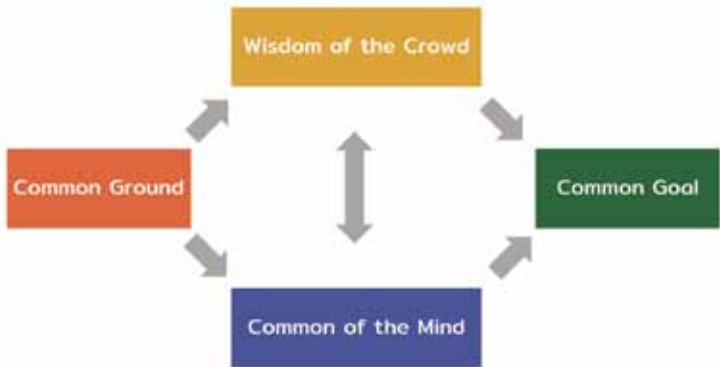 Wisdom of the Crowd
Common Ground
Common Goal
Common of the Mind